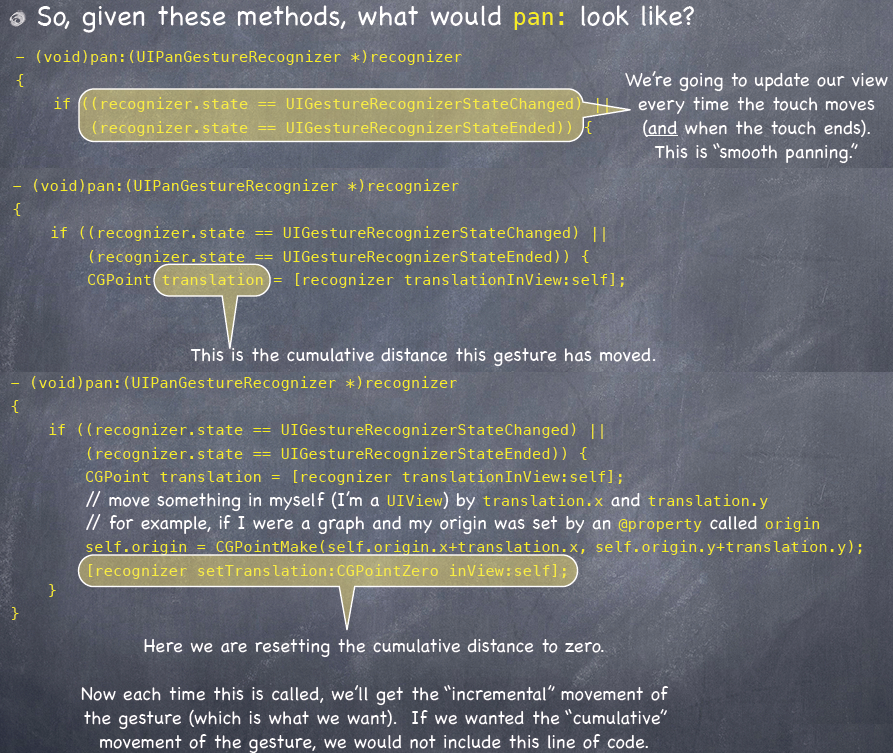 So, given these methods, what would pan: look like?
- (void)pan:(UIPanGestureRecognizer *)recognizer
{
if ((recognizer.state == UIGestureRecognizerStateChanged) ||
(recognizer.state == UIGestureRecognizerStateEnded)) {
We're going to update our view
every time the touch moves
(and when the touch ends).
This is “smooth panning.”
- (void)pan:(UIPanGestureRecognizer *)recognizer
{
if ((recognizer.state == UIGestureRecognizerStateChanged) ||
(recognizer.state == UIGestureRecognizerStateEnded)) {
CGPoint translation = [recognizer translationInView:self];
This is the cumulative distance this gesture has moved.
- (void)pan:(UIPanGestureRecognizer *)recognizer
{
if ((recognizer.state == UIGestureRecognizerStateChanged) ||
(recognizer.state == UIGestureRecognizerStateEnded)) {
CGPoint translation = [recognizer translationInView:self];
// move something in myself (I'm a UIView) by translation.x and translation.y
// for example, if I were a graph and my origin was set by an @property called origin
self.origin = CGPointMake(self.origin.x+translation.x, self.origin.y+translation.y);
[recognizer setTranslation:CGPointZero inView:self];
}
}
Here we are resetting the cumulative distance to zero.
Now each time this is called, we'll get the “incremental” movement of
the gesture (which is what we want). If we wanted the “cumulative”
movement of the gesture, we would not include this line of code.